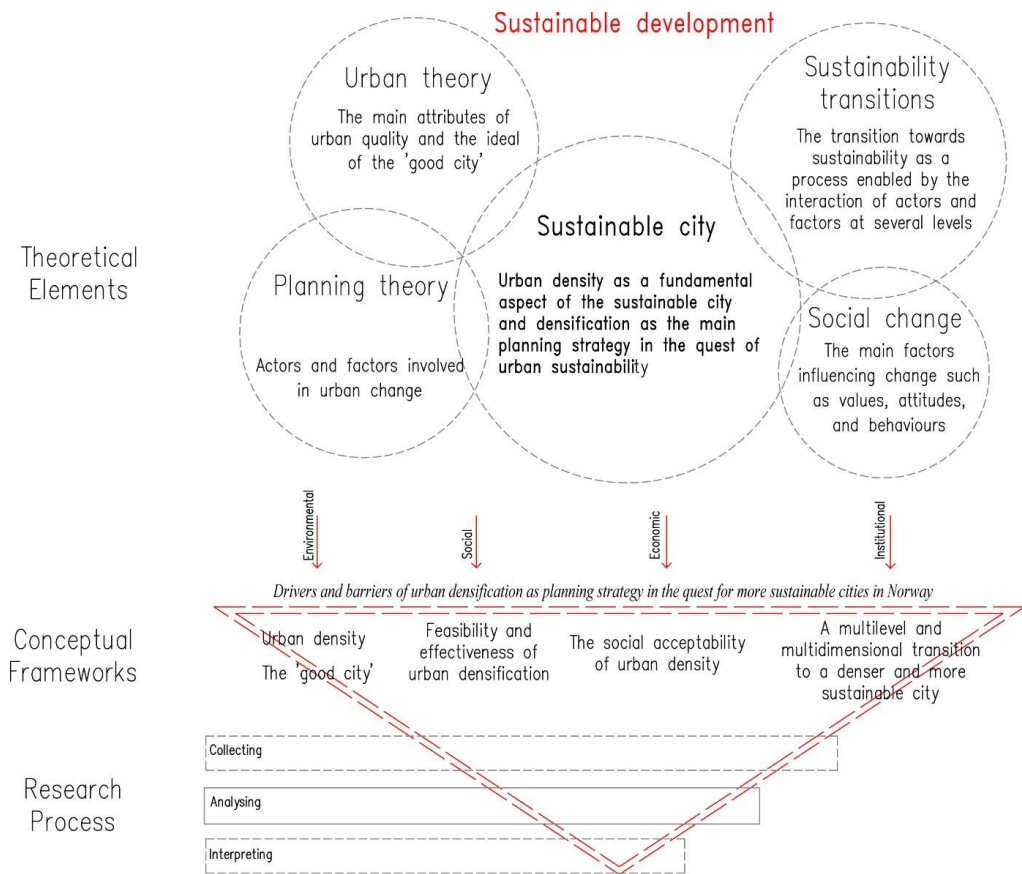 Sustainable development
Urban theory
The main attributes of
urban quality and the ideal
of the 'good city'
Sustainability
transitions
The transition towards
sustainability as a
process enabled by the
interaction of actors and
factors at several levels
Theoretical
Elements
Planning theory
Actors and factors involved
in urban change
Sustainable city
Urban density as a fundamental
aspect of the sustainable city
and densification as the main
planning strategy in the quest of
urban sustainability
Social change
The main factors
influencing change such
as values, attitudes,
and behaviours
Environmental
Social
Economic
Institutional
Drivers and barriers of urban densification as planning strategy in the quest for more sustainable cities in Norway
Conceptual
Frameworks
Urban density
The 'good city'
Feasibility and
effectiveness of
urban densification
The social acceptability
of urban density
A multilevel and
multidimensional transition
to a denser and more
sustainable city
Research
Process
Collecting
Analysing
Interpreting